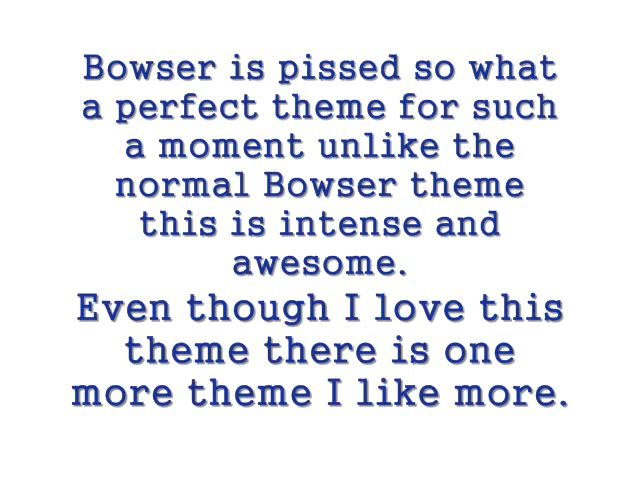 Bowser is pissed so what
a perfect theme for such
a moment unlike the
normal Bowser theme
this is intense and
awesome.
Even though I love this
theme there is one
more theme I like more.